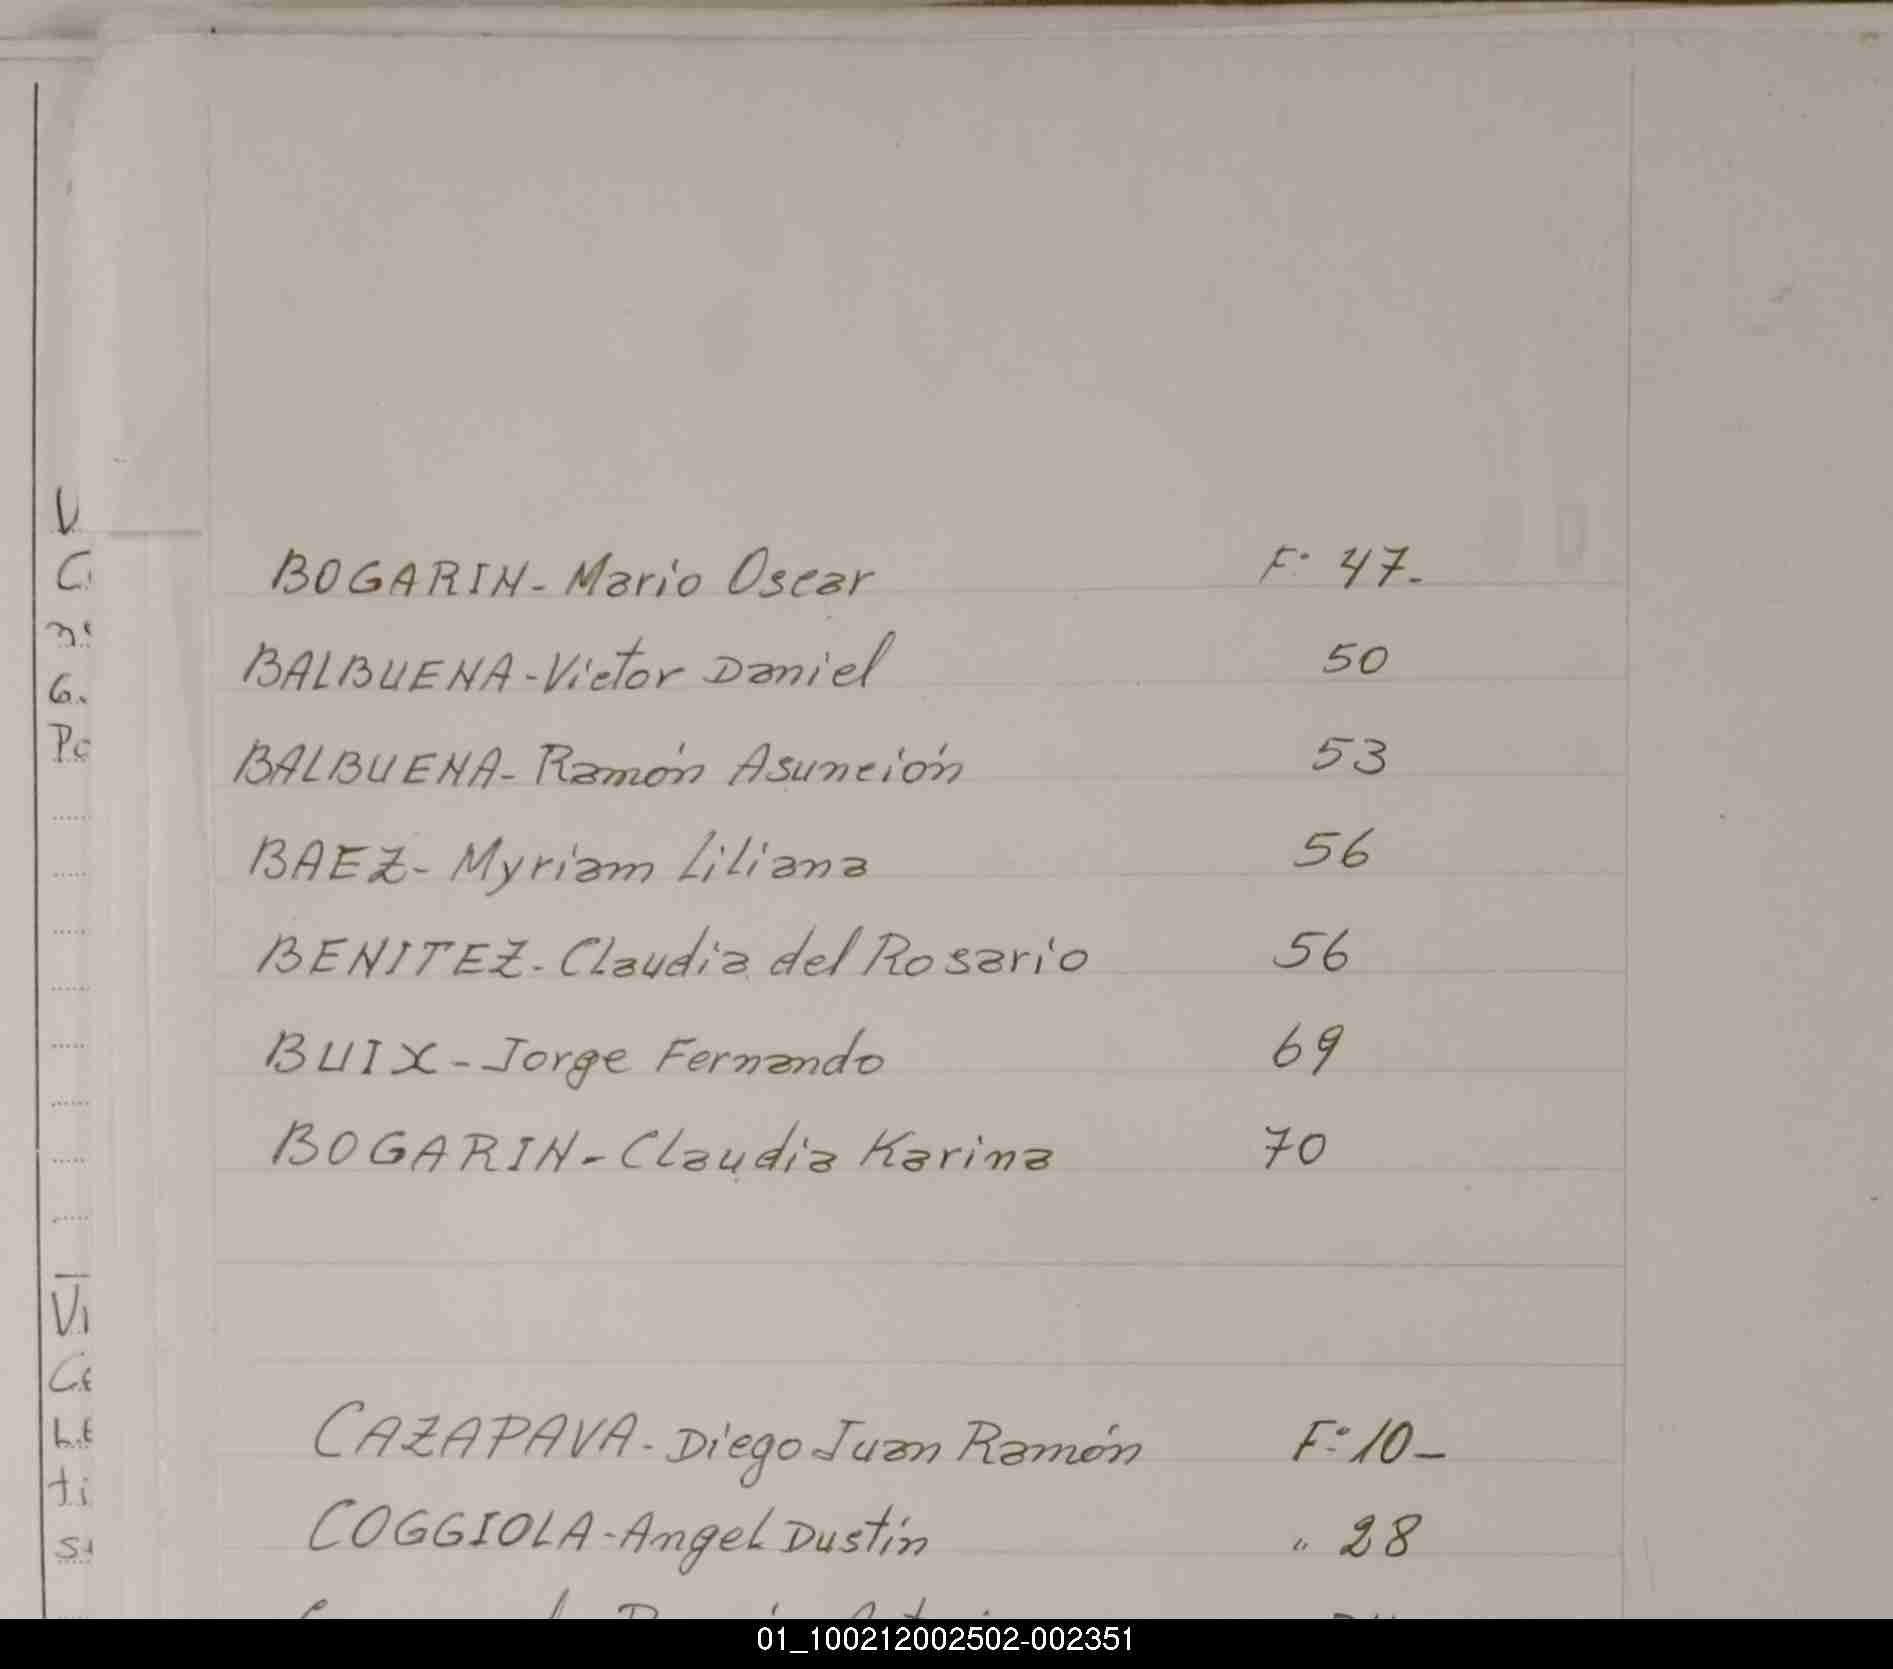 BOGARIN - Mario Oscar F: 47.-
BALBUENA - Victor Daniel 50
BALBUENA - Ramón Asunción 53
BAEZ - Myriam Liliana 56
BENITEZ - Claudia del Rosario 56
BUIX - Jorge Fernando 69
BOGARIN - Claudia Karina 70
CAZAPAVA - Diego Juan Ramón F: 10 -
COGGIOLA - Angel Dustín " 28
01_100212002502-002351